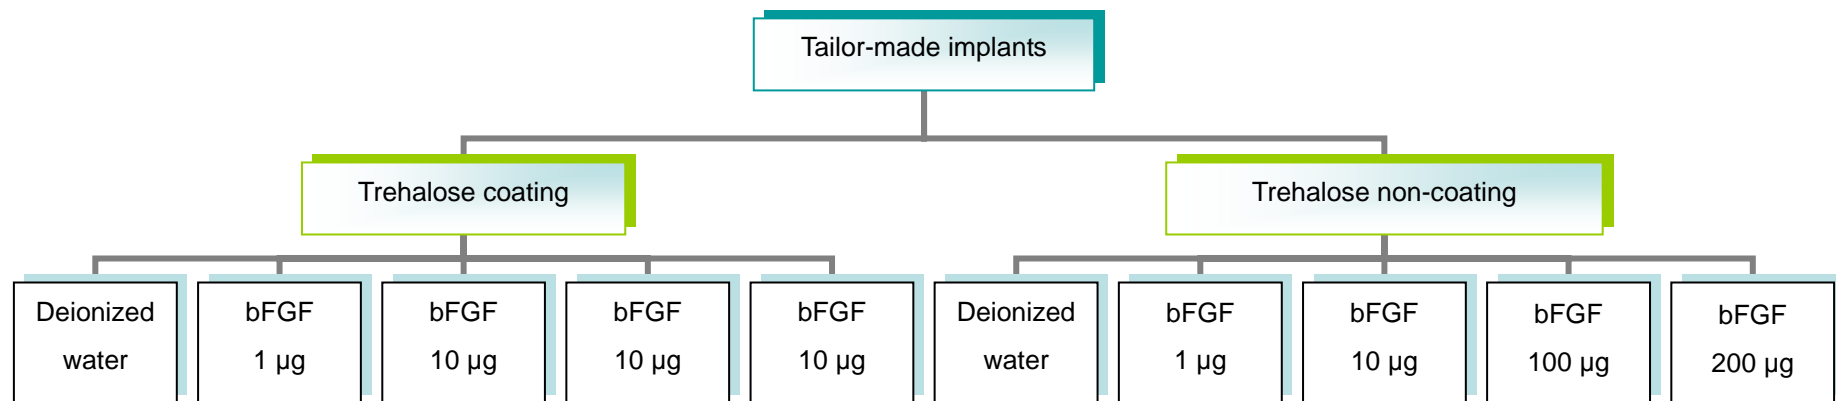 Tailor-made implants
Trehalose coating
Trehalose non-coating
Deionized
water
bFGF
1 µg
bFGF
10 µg
bFGF
10 µg
bFGF
10 µg
Deionized
water
bFGF
1 µg
bFGF
10 µg
bFGF
100 µg
bFGF
200 µg